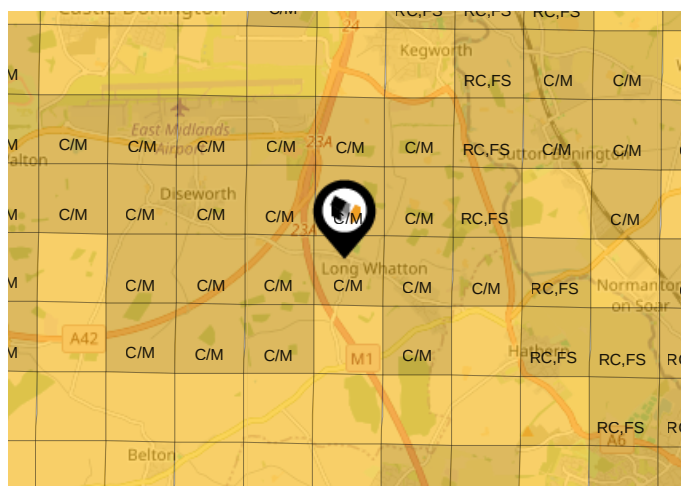 Castle Donington C/M RC,FS RC,FS RC,FS
24
Kegworth
M RC,FS C/M C/M
East Midlands
Airport
M C/M C/M C/M C/M 23A C/M C/M RC,FS C/M C/M
Sutton Bonington
alton
Diseworth
M C/M C/M C/M C/M C/M C/M RC,FS C/M
23A
Long Whatton
M C/M C/M C/M C/M C/M C/M RC,FS
Normanton
on Soar
A42
M C/M C/M C/M M1 C/M Hathern RC,FS RC,FS RC
RC,FS RC
A6
Belton